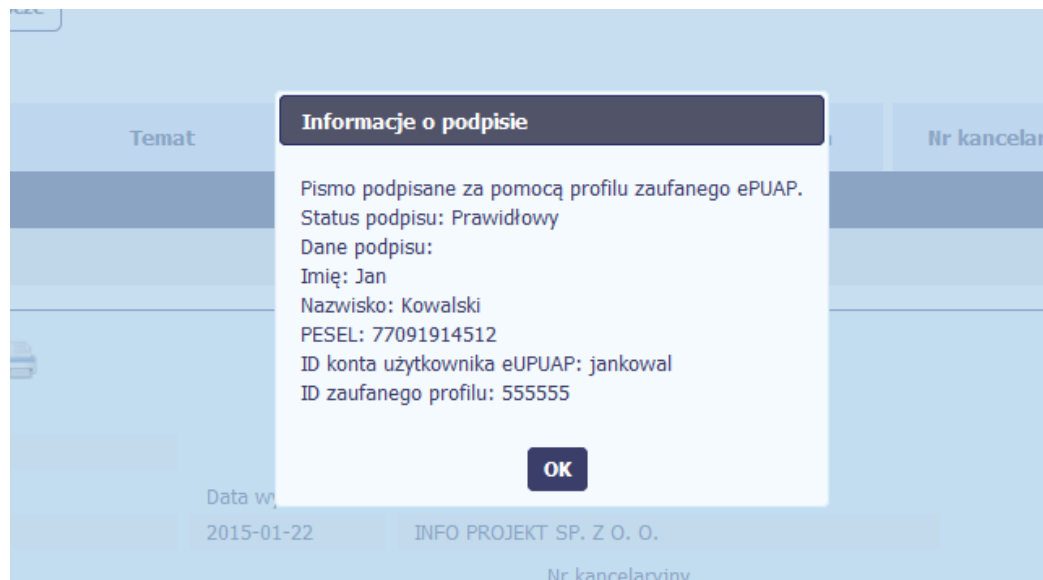 Temat
Informacje o podpisie
Nr kancelar
Pismo podpisane za pomocą profilu zaufanego ePUAP.
Status podpisu: Prawidłowy
Dane podpisu:
Imię: Jan
Nazwisko: Kowalski
PESEL: 77091914512
ID konta użytkownika eUPUAP: jankowal
ID zaufanego profilu: 555555
OK
Data wy
2015-01-22 INFO PROJEKT SP. Z O. O.
Nr kancelaryjny